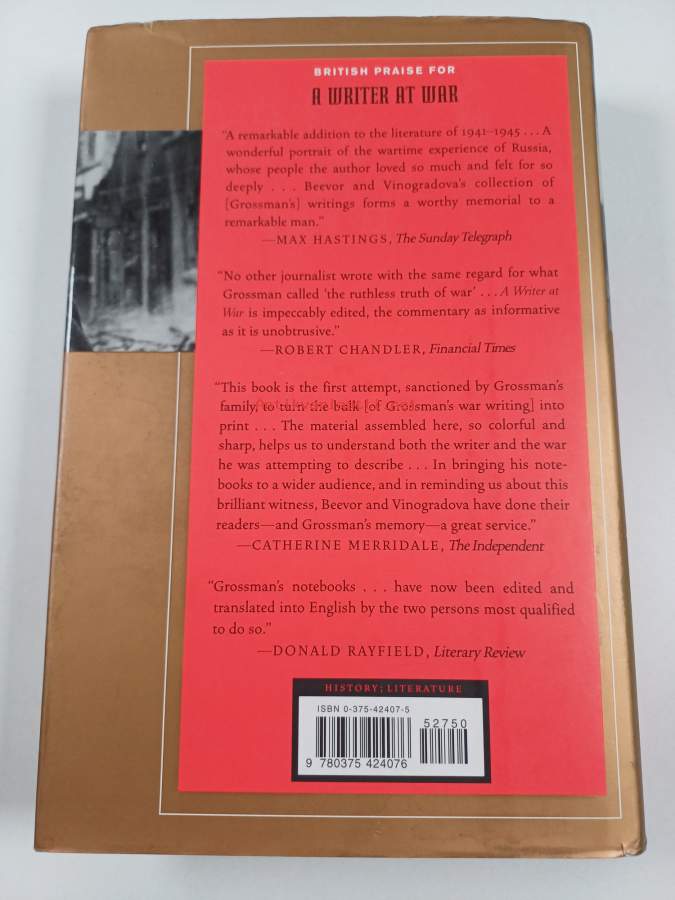 BRITISH PRAISE FOR
A WRITER AT WAR
“A remarkable addition to the literature of 1941–1945 . . . A
wonderful portrait of the wartime experience of Russia,
whose people the author loved so much and felt for so
deeply . . . Beevor and Vinogradova’s collection of
[Grossman’s] writings forms a worthy memorial to a
remarkable man.”
—MAX HASTINGS, The Sunday Telegraph
“No other journalist wrote with the same regard for what
Grossman called ‘the ruthless truth of war’ . . . A Writer at
War is impeccably edited, the commentary as informative
as it is unobtrusive.”
—ROBERT CHANDLER, Financial Times
“This book is the first attempt, sanctioned by Grossman’s
family, to turn the bulk [of Grossman’s war writing] into
print . . . The material assembled here, so colorful and
sharp, helps us to understand both the writer and the war
he was attempting to describe . . . In bringing his note-
books to a wider audience, and in reminding us about this
brilliant witness, Beevor and Vinogradova have done their
readers—and Grossman’s memory—a great service.”
—CATHERINE MERRIDALE, The Independent
“Grossman’s notebooks . . . have now been edited and
translated into English by the two persons most qualified
to do so.”
—DONALD RAYFIELD, Literary Review
HISTORY; LITERATURE
ISBN 0-375-42407-5
52750
9 780375 424076